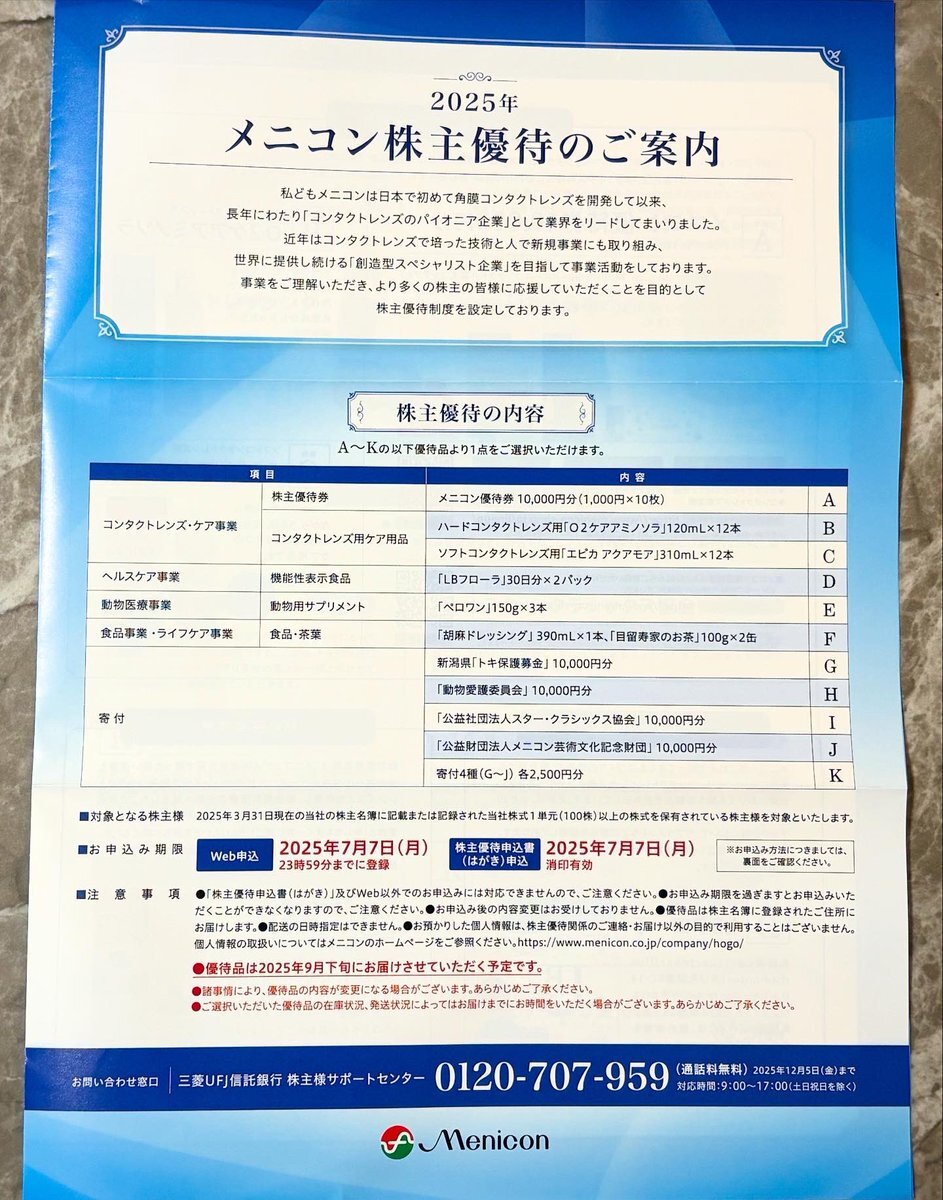 2025年
メニコン株主優待のご案内
私どもメニコンは日本で初めて角膜コンタクトレンズを開発して以来、
長年にわたり「コンタクトレンズのパイオニア企業」として業界をリードしてまいりました。
近年はコンタクトレンズで培った技術と人で新規事業にも取り組み、
世界に提供し続ける「創造型スペシャリスト企業」を目指して事業活動をしております。
事業をご理解いただき、より多くの株主の皆様に応援していただくことを目的として
株主優待制度を設定しております。
株主優待の内容
A〜Kの以下優待品より1点をご選択いただけます。
項目 内容
コンタクトレンズ・ケア事業 株主優待券 メニコン優待券 10,000円分(1,000円×10枚) A
コンタクトレンズ用ケア用品 ハードコンタクトレンズ用「O2ケアアミノソラ」120mL×12本 B
ソフトコンタクトレンズ用「エピカ アクアモア」310mL×12本 C
ヘルスケア事業 機能性表示食品 「LBフローラ」30日分×2パック D
動物医療事業 動物用サプリメント 「ペロワン」150g×3本 E
食品事業・ライフケア事業 食品・茶葉 「胡麻ドレッシング」390mL×1本、「目留寿家のお茶」100g×2缶 F
寄付 新潟県「トキ保護募金」10,000円分 G
「動物愛護委員会」10,000円分 H
「公益社団法人スター・クラシックス協会」10,000円分 I
「公益財団法人メニコン芸術文化記念財団」10,000円分 J
寄付4種(G〜J) 各2,500円分 K
■対象となる株主様 2025年3月31日現在の当社の株主名簿に記載または記録された当社株式1単元(100株)以上の株式を保有されている株主様を対象といたします。
■お申込み期限 Web申込 2025年7月7日(月) 23時59分までに登録 株主優待申込書(はがき)申込 2025年7月7日(月) 消印有効 ※お申込み方法につきましては、裏面をご確認ください。
■注意事項 ●「株主優待申込書(はがき)」及びWeb以外でのお申込みには対応できませんので、ご注意ください。●お申込み期限を過ぎますとお申込みいた
だくことができなくなりますので、ご注意ください。●お申込み後の内容変更はお受けしておりません。●優待品は株主名簿に登録されたご住所に
お届けします。●配送の日時指定はできません。●お預かりした個人情報は、株主優待関係のご連絡・お届け以外の目的で利用することはございません。
個人情報の取扱いについてはメニコンのホームページをご参照ください。https://www.menicon.co.jp/company/hogo/
●優待品は2025年9月下旬にお届けさせていただく予定です。
●諸事情により、優待品の内容が変更になる場合がございます。あらかじめご了承ください。
●ご選択いただいた優待品の在庫状況、発送状況によってはお届けまでにお時間をいただく場合がございます。あらかじめご了承ください。
お問い合わせ窓口 三菱UFJ信託銀行 株主様サポートセンター 0120-707-959 (通話料無料) 2025年12月5日(金)まで
対応時間:9:00〜17:00(土日祝日を除く)
Menicon